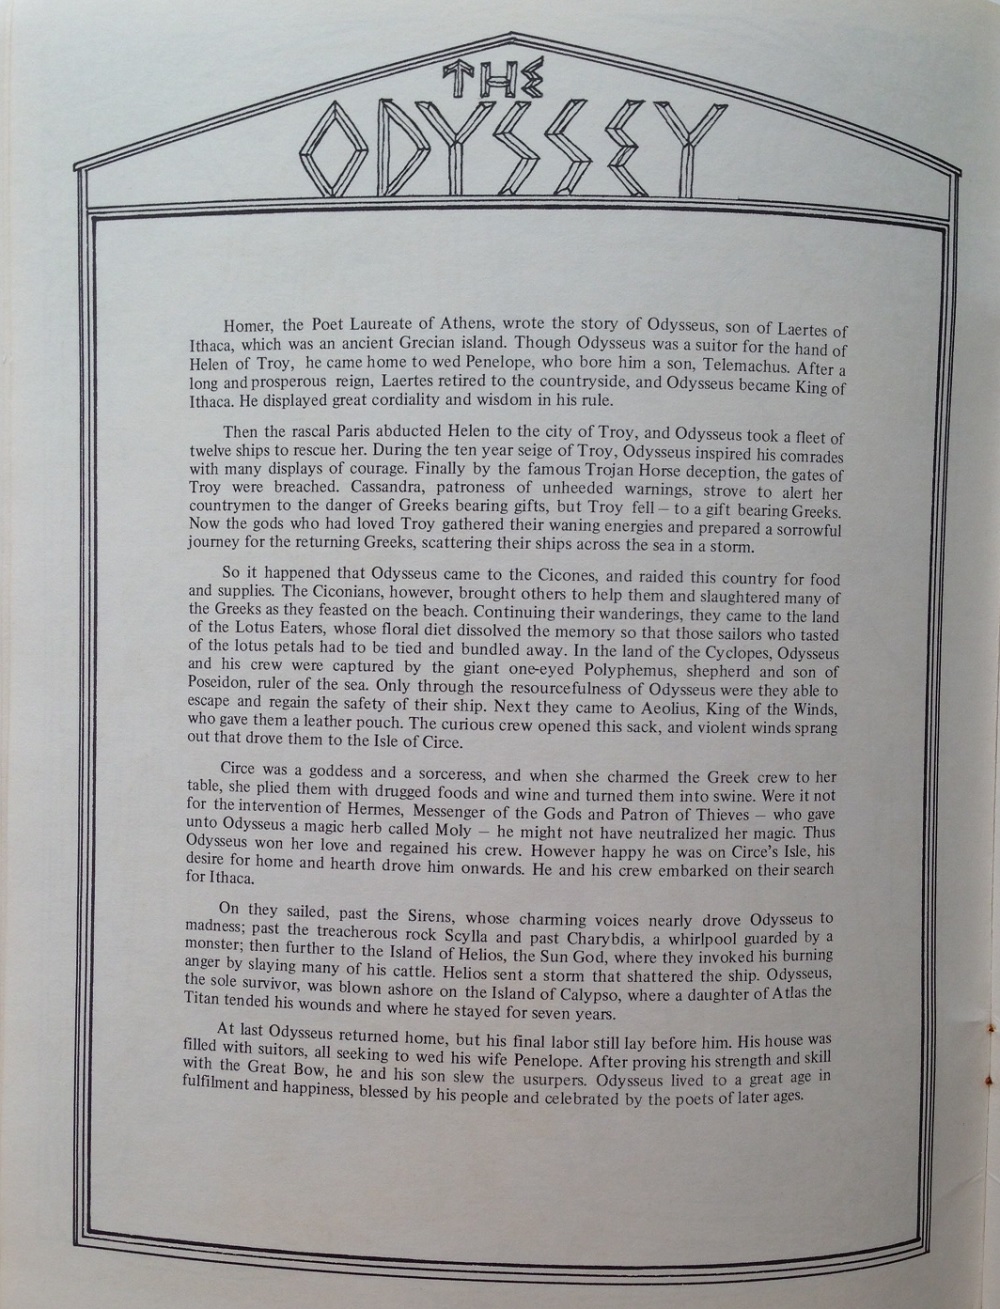 THE
ODYSSEY
Homer, the Poet Laureate of Athens, wrote the story of Odysseus, son of Laertes of
Ithaca, which was an ancient Grecian island. Though Odysseus was a suitor for the hand of
Helen of Troy, he came home to wed Penelope, who bore him a son, Telemachus. After a
long and prosperous reign, Laertes retired to the countryside, and Odysseus became King of
Ithaca. He displayed great cordiality and wisdom in his rule.
Then the rascal Paris abducted Helen to the city of Troy, and Odysseus took a fleet of
twelve ships to rescue her. During the ten year seige of Troy, Odysseus inspired his comrades
with many displays of courage. Finally by the famous Trojan Horse deception, the gates of
Troy were breached. Cassandra, patroness of unheeded warnings, strove to alert her
countrymen to the danger of Greeks bearing gifts, but Troy fell — to a gift bearing Greeks.
Now the gods who had loved Troy gathered their waning energies and prepared a sorrowful
journey for the returning Greeks, scattering their ships across the sea in a storm.
So it happened that Odysseus came to the Cicones, and raided this country for food
and supplies. The Ciconians, however, brought others to help them and slaughtered many of
the Greeks as they feasted on the beach. Continuing their wanderings, they came to the land
of the Lotus Eaters, whose floral diet dissolved the memory so that those sailors who tasted
of the lotus petals had to be tied and bundled away. In the land of the Cyclopes, Odysseus
and his crew were captured by the giant one-eyed Polyphemus, shepherd and son of
Poseidon, ruler of the sea. Only through the resourcefulness of Odysseus were they able to
escape and regain the safety of their ship. Next they came to Aeolius, King of the Winds,
who gave them a leather pouch. The curious crew opened this sack, and violent winds sprang
out that drove them to the Isle of Circe.
Circe was a goddess and a sorceress, and when she charmed the Greek crew to her
table, she plied them with drugged foods and wine and turned them into swine. Were it not
for the intervention of Hermes, Messenger of the Gods and Patron of Thieves — who gave
unto Odysseus a magic herb called Moly — he might not have neutralized her magic. Thus
Odysseus won her love and regained his crew. However happy he was on Circe's Isle, his
desire for home and hearth drove him onwards. He and his crew embarked on their search
for Ithaca.
On they sailed, past the Sirens, whose charming voices nearly drove Odysseus to
madness; past the treacherous rock Scylla and past Charybdis, a whirlpool guarded by a
monster; then further to the Island of Helios, the Sun God, where they invoked his burning
anger by slaying many of his cattle. Helios sent a storm that shattered the ship. Odysseus,
the sole survivor, was blown ashore on the Island of Calypso, where a daughter of Atlas the
Titan tended his wounds and where he stayed for seven years.
At last Odysseus returned home, but his final labor still lay before him. His house was
filled with suitors, all seeking to wed his wife Penelope. After proving his strength and skill
with the Great Bow, he and his son slew the usurpers. Odysseus lived to a great age in
fulfilment and happiness, blessed by his people and celebrated by the poets of later ages.